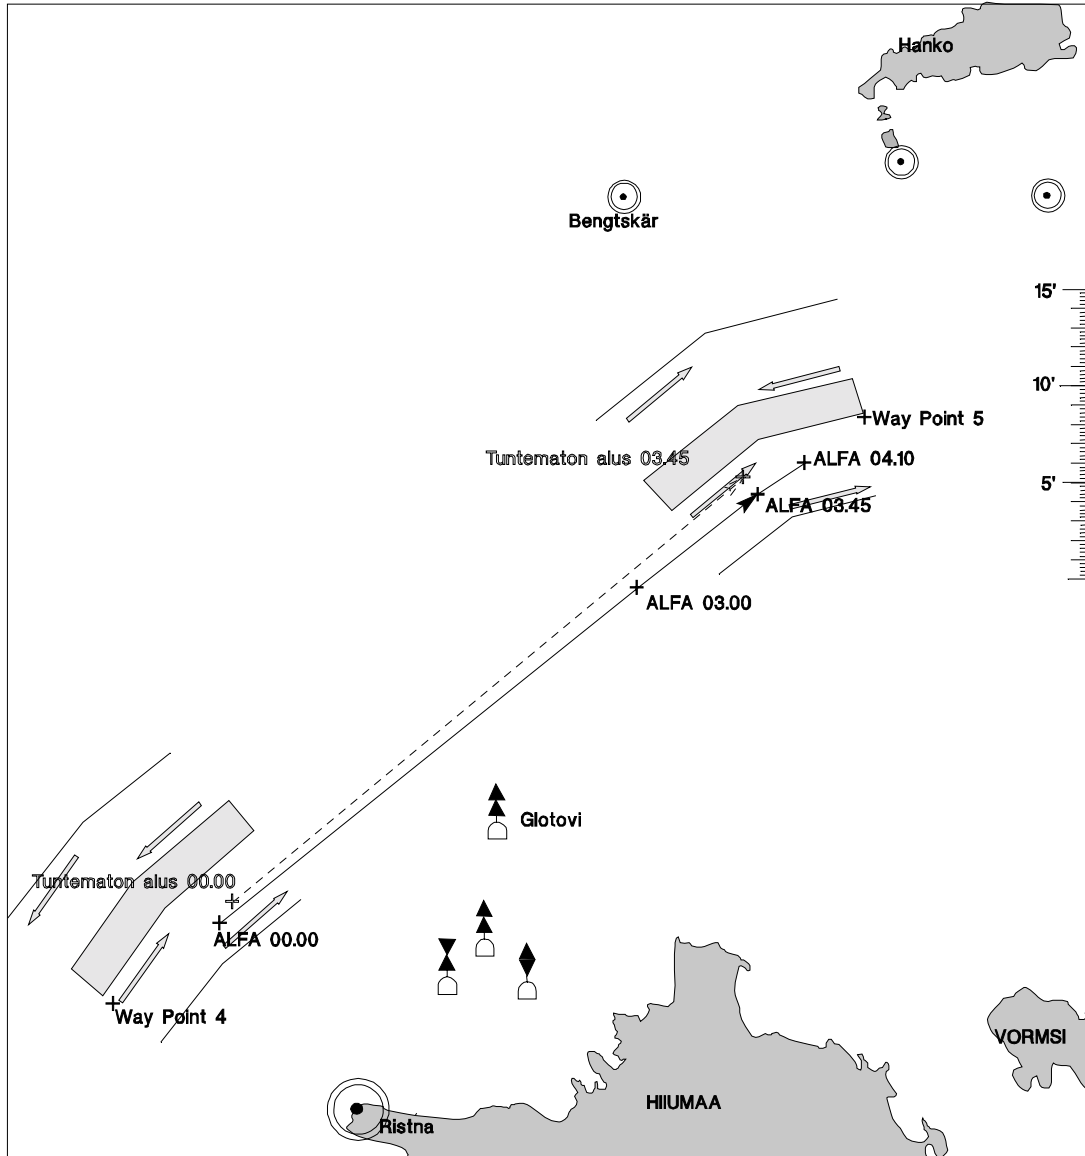 Hanko
Bengtskär
15'
10'
Way Point 5
Tuntematon alus 03.45
ALFA 04.10
5'
ALFA 03.45
ALFA 03.00
Glotovi
Tuntematon alus 00.00
ALFA 00.00
Way Point 4
VORMSI
HIIUMAA
Ristna